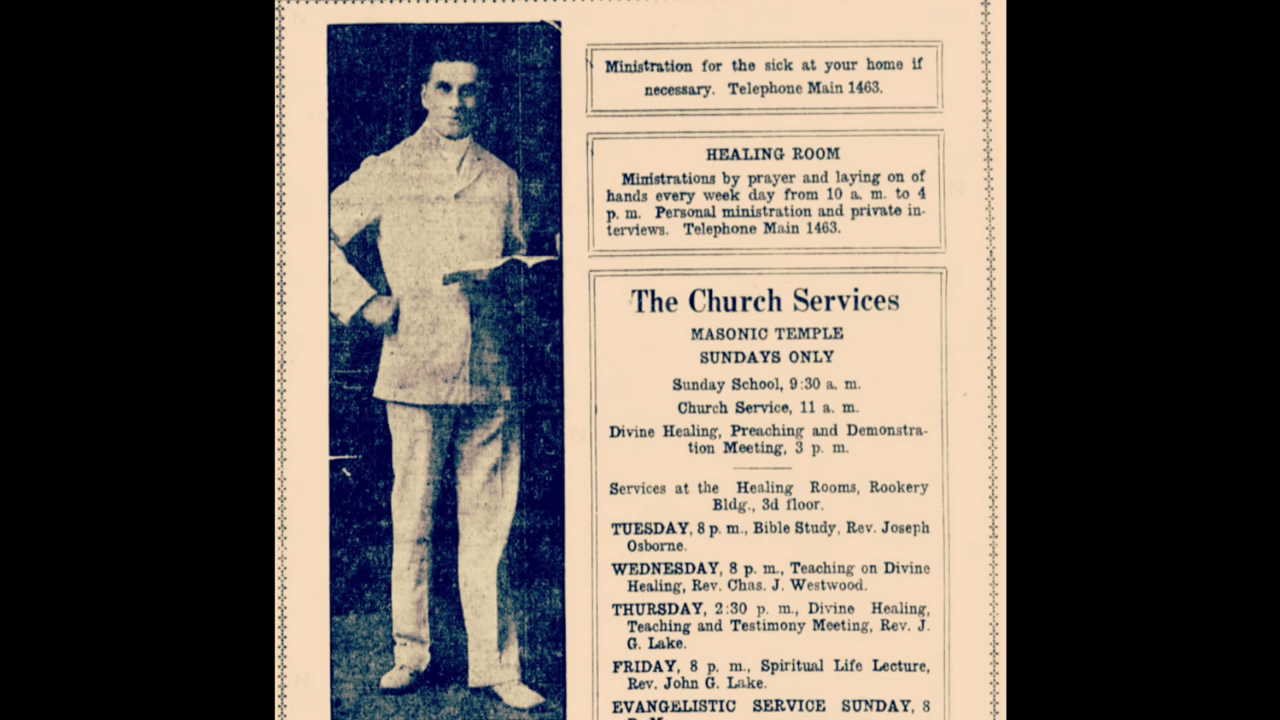 Ministration for the sick at your home if
necessary. Telephone Main 1463.
HEALING ROOM
Ministrations by prayer and laying on of
hands every week day from 10 a. m. to 4
p. m. Personal ministration and private in-
terviews. Telephone Main 1463.
The Church Services
MASONIC TEMPLE
SUNDAYS ONLY
Sunday School, 9:30 a. m.
Church Service, 11 a. m.
Divine Healing, Preaching and Demonstra-
tion Meeting, 3 p. m.
Services at the Healing Rooms, Rookery
Bldg., 3d floor.
TUESDAY, 8 p. m., Bible Study, Rev. Joseph
Osborne.
WEDNESDAY, 8 p. m., Teaching on Divine
Healing, Rev. Chas. J. Westwood.
THURSDAY, 2:30 p. m., Divine Healing,
Teaching and Testimony Meeting, Rev. J.
G. Lake.
FRIDAY, 8 p. m., Spiritual Life Lecture,
Rev. John G. Lake.
EVANGELISTIC SERVICE SUNDAY, 8